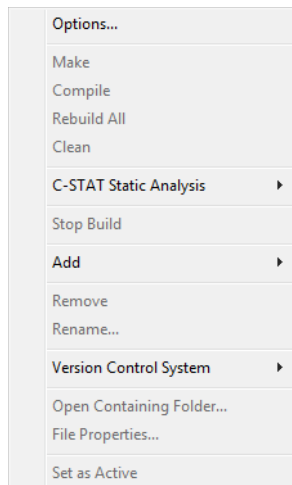 Options...
Make
Compile
Rebuild All
Clean
C-STAT Static Analysis
Stop Build
Add
Remove
Rename...
Version Control System
Open Containing Folder...
File Properties...
Set as Active